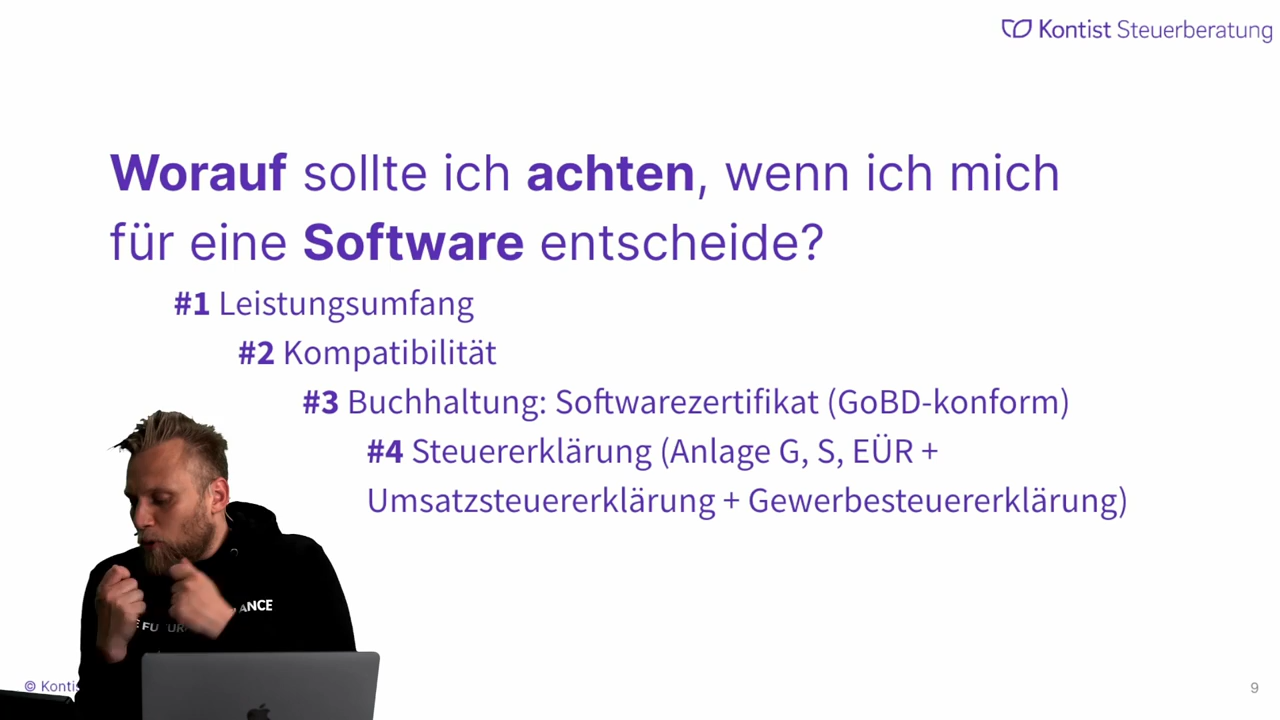 Kontist Steuerberatung
Worauf sollte ich achten, wenn ich mich
für eine Software entscheide?
#1 Leistungsumfang
#2 Kompatibilität
#3 Buchhaltung: Softwarezertifikat (GoBD-konform)
#4 Steuererklärung (Anlage G, S, EÜR +
Umsatzsteuererklärung + Gewerbesteuererklärung)
© Kontis
9